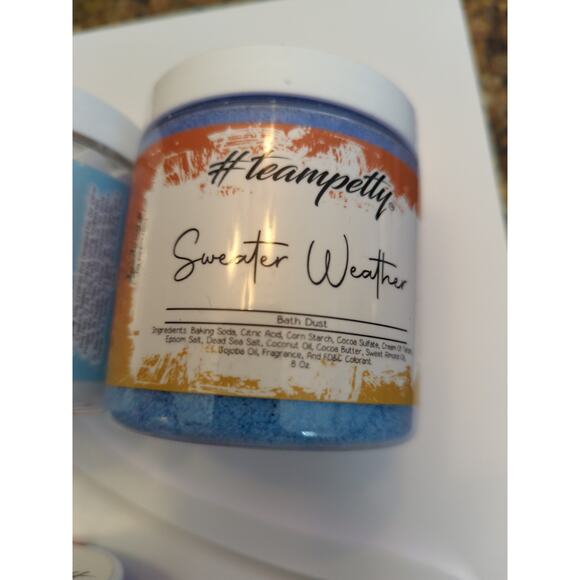 #teampetty
Sweater Weather
Bath Dust
Ingredients: Baking Soda, Citric Acid, Corn Starch, Cocoa Sulfate, Cream Of Tartar,
Epsom Salt, Dead Sea Salt, Coconut Oil, Cocoa Butter, Sweet Almond Oil,
Jojoba Oil, Fragrance, And FD&C Colorant.
8 Oz.